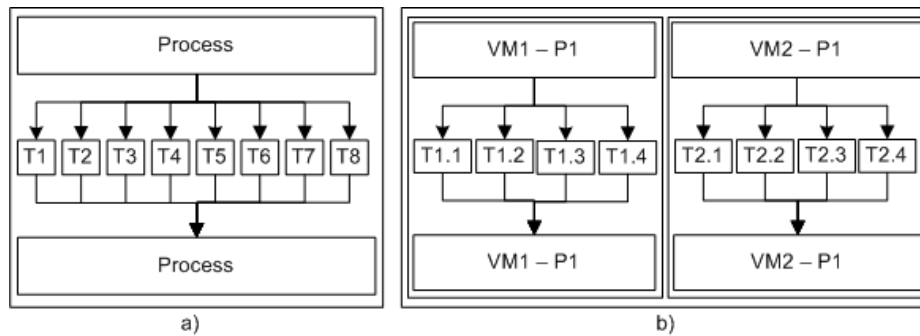 Process
T1 T2 T3 T4 T5 T6 T7 T8
Process
a)
VM1 – P1
T1.1 T1.2 T1.3 T1.4
VM1 – P1
VM2 – P1
T2.1 T2.2 T2.3 T2.4
VM2 – P1
b)